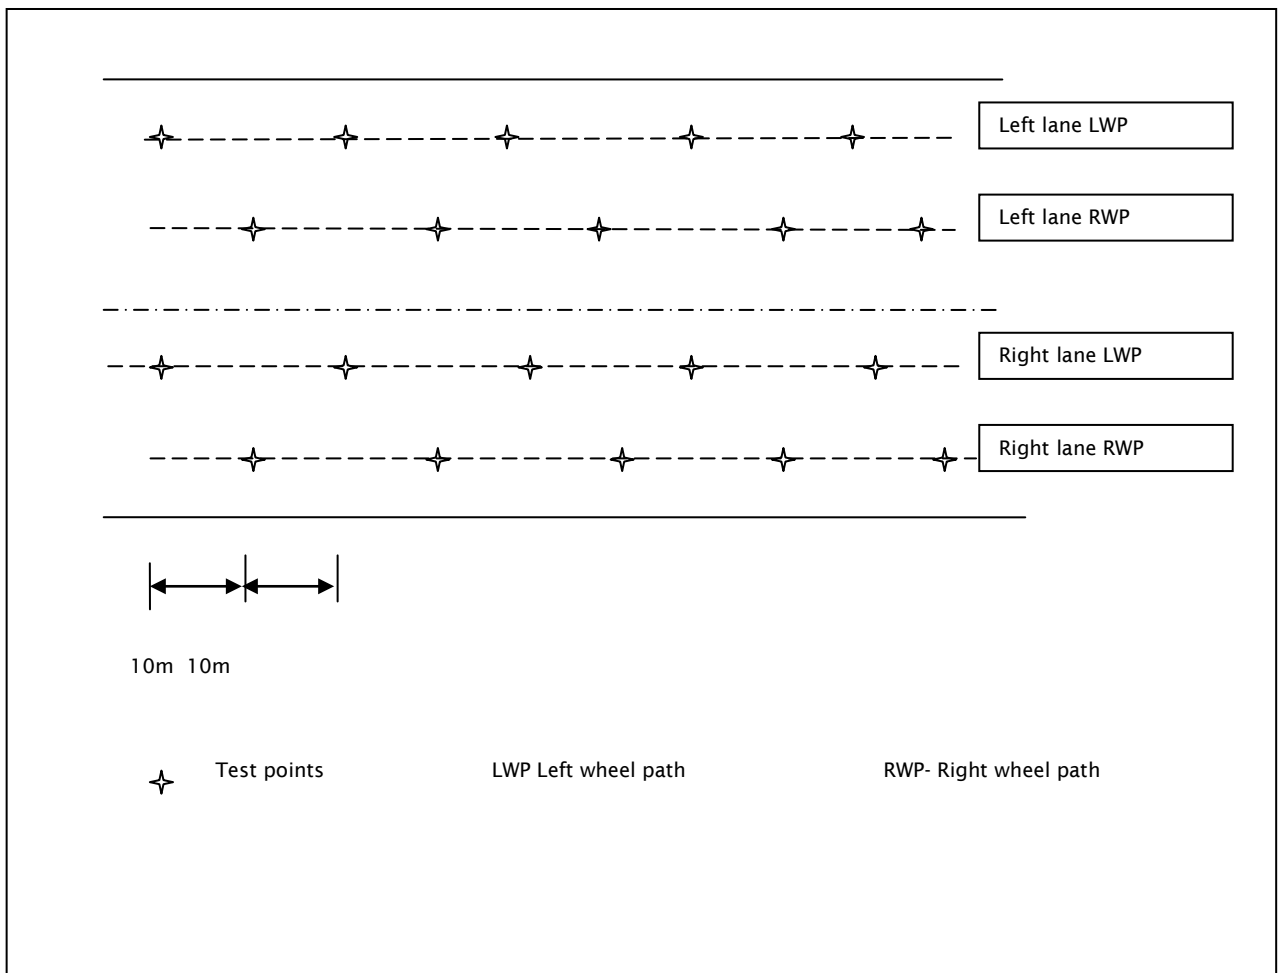 Left lane LWP
Left lane RWP
Right lane LWP
Right lane RWP
10m 10m
Test points LWP Left wheel path RWP- Right wheel path